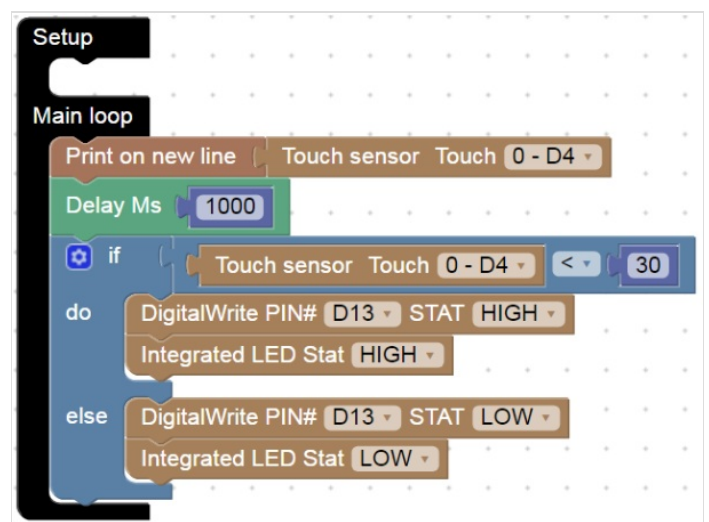 Setup
Main loop
Print on new line Touch sensor Touch 0 - D4
Delay Ms 1000
if Touch sensor Touch 0 - D4 < 30
do DigitalWrite PIN# D13 STAT HIGH
Integrated LED Stat HIGH
else DigitalWrite PIN# D13 STAT LOW
Integrated LED Stat LOW